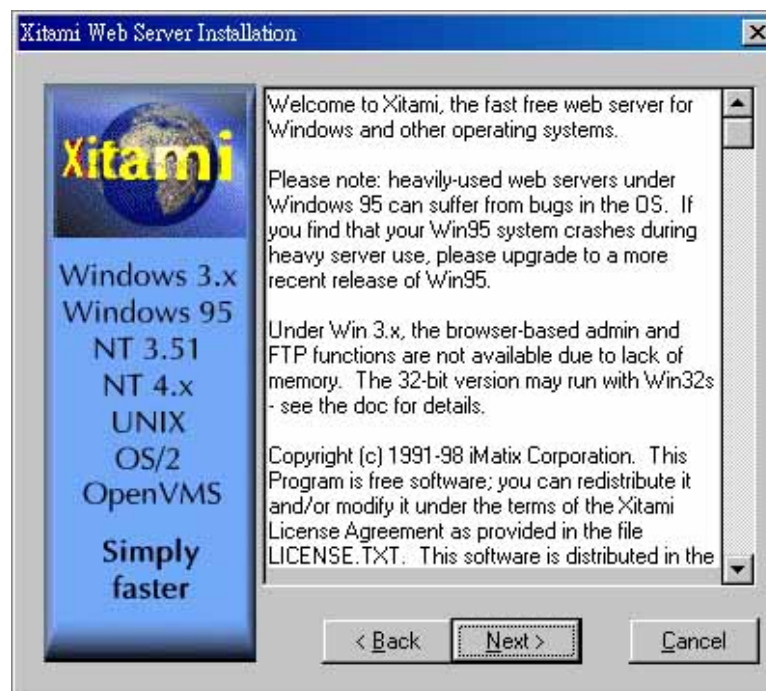 Xitami Web Server Installation
Xitami
Windows 3.x
Windows 95
NT 3.51
NT 4.x
UNIX
OS/2
OpenVMS
Simply
faster
Welcome to Xitami, the fast free web server for
Windows and other operating systems.
Please note: heavily-used web servers under
Windows 95 can suffer from bugs in the OS.  If
you find that your Win95 system crashes during
heavy server use, please upgrade to a more
recent release of Win95.
Under Win 3.x, the browser-based admin and
FTP functions are not available due to lack of
memory.  The 32-bit version may run with Win32s
- see the doc for details.
Copyright (c) 1991-98 iMatix Corporation.  This
Program is free software; you can redistribute it
and/or modify it under the terms of the Xitami
License Agreement as provided in the file
LICENSE.TXT.  This software is distributed in the
< Back
Next >
Cancel